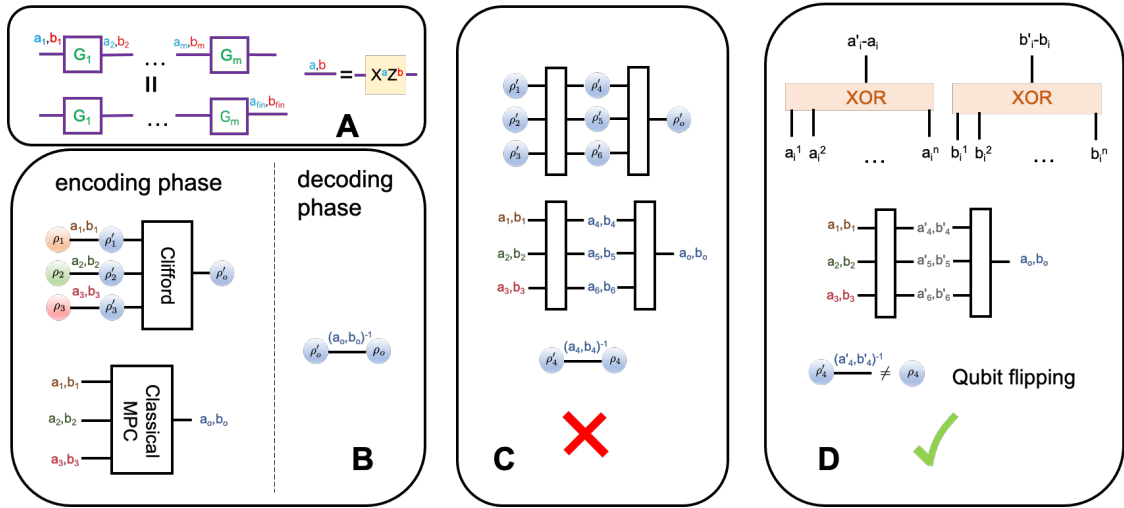 a₁,b₁ G₁ a₂,b₂ ... aₘ,bₘ Gₘ
=
G₁ ... Gₘ a_fin,b_fin
a,b = XᵃZᵇ
A
encoding phase
ρ₁ a₁,b₁ ρ′₁
ρ₂ a₂,b₂ ρ′₂
ρ₃ a₃,b₃ ρ′₃
Clifford
ρ′ₒ
a₁,b₁
a₂,b₂
a₃,b₃
Classical
MPC
aₒ,bₒ
decoding
phase
ρ′ₒ (aₒ,bₒ)⁻¹ ρₒ
B
ρ′₁ ρ′₄
ρ′₂ ρ′₅ ρ′ₒ
ρ′₃ ρ′₆
a₁,b₁ a₄,b₄
a₂,b₂ a₅,b₅ aₒ,bₒ
a₃,b₃ a₆,b₆
ρ′₄ (a₄,b₄)⁻¹ ρ₄
C
a'ᵢ-aᵢ b'ᵢ-bᵢ
XOR XOR
aᵢ¹ aᵢ² ... aᵢⁿ bᵢ¹ bᵢ² ... bᵢⁿ
a₁,b₁ a'₄,b'₄
a₂,b₂ a'₅,b'₅ aₒ,bₒ
a₃,b₃ a'₆,b'₆
ρ′₄ (a'₄,b'₄)⁻¹ ≠ ρ₄ Qubit flipping
D